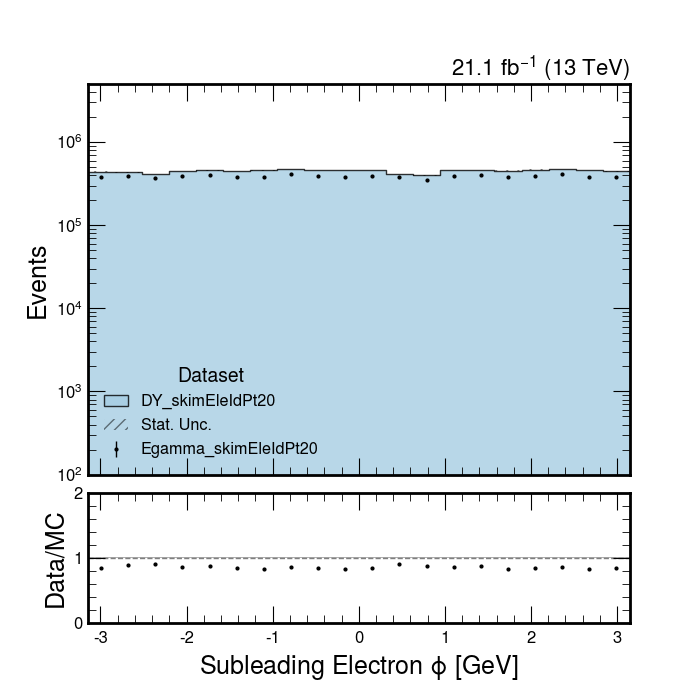 21.1 fb⁻¹ (13 TeV)
Events
10⁶
10⁵
10⁴
10³
10²
Dataset
DY_skimEleIdPt20
Stat. Unc.
Egamma_skimEleIdPt20
Data/MC
2
1
0
-3 -2 -1 0 1 2 3
Subleading Electron ϕ [GeV]